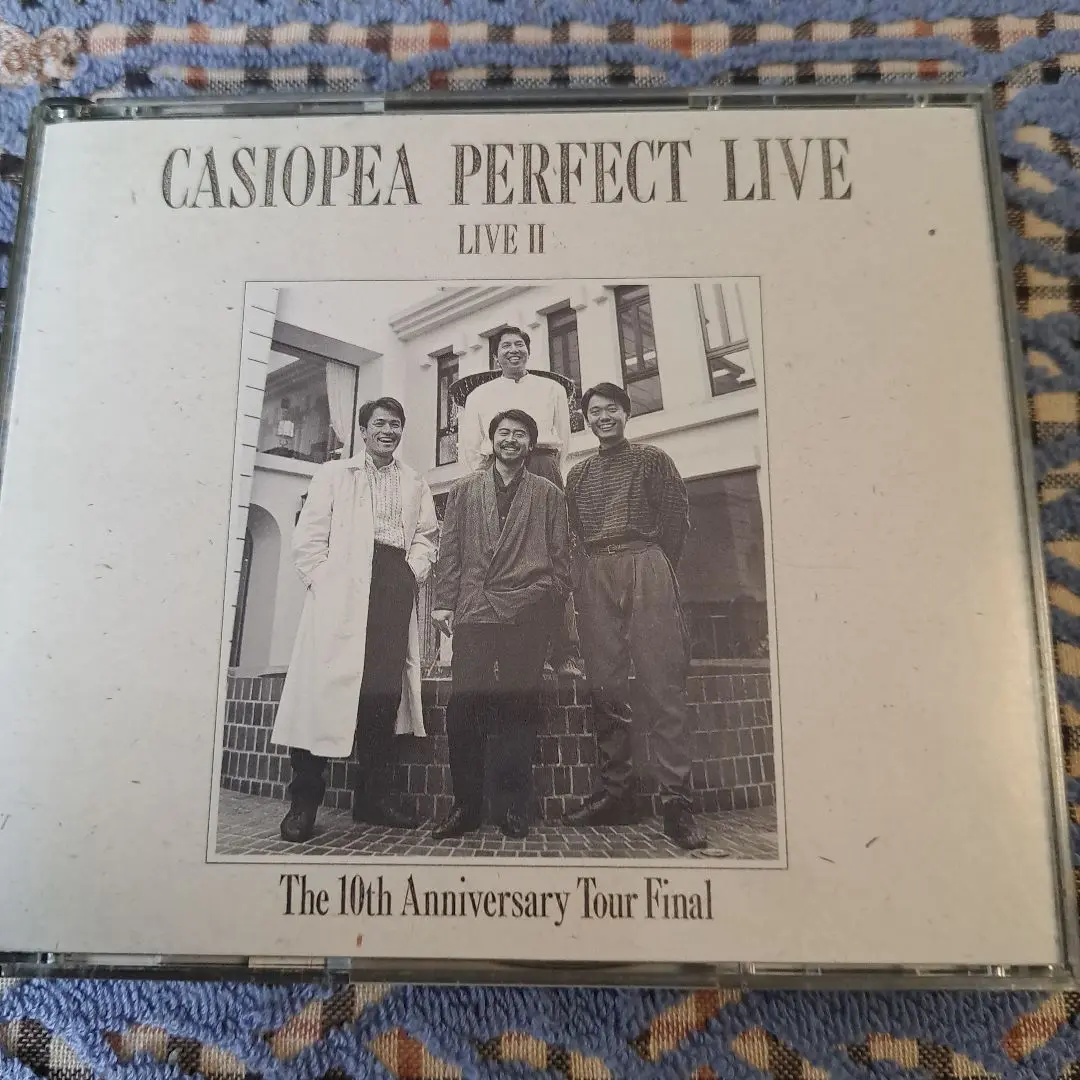 CASIOPEA PERFECT LIVE
LIVE II
The 10th Anniversary Tour Final